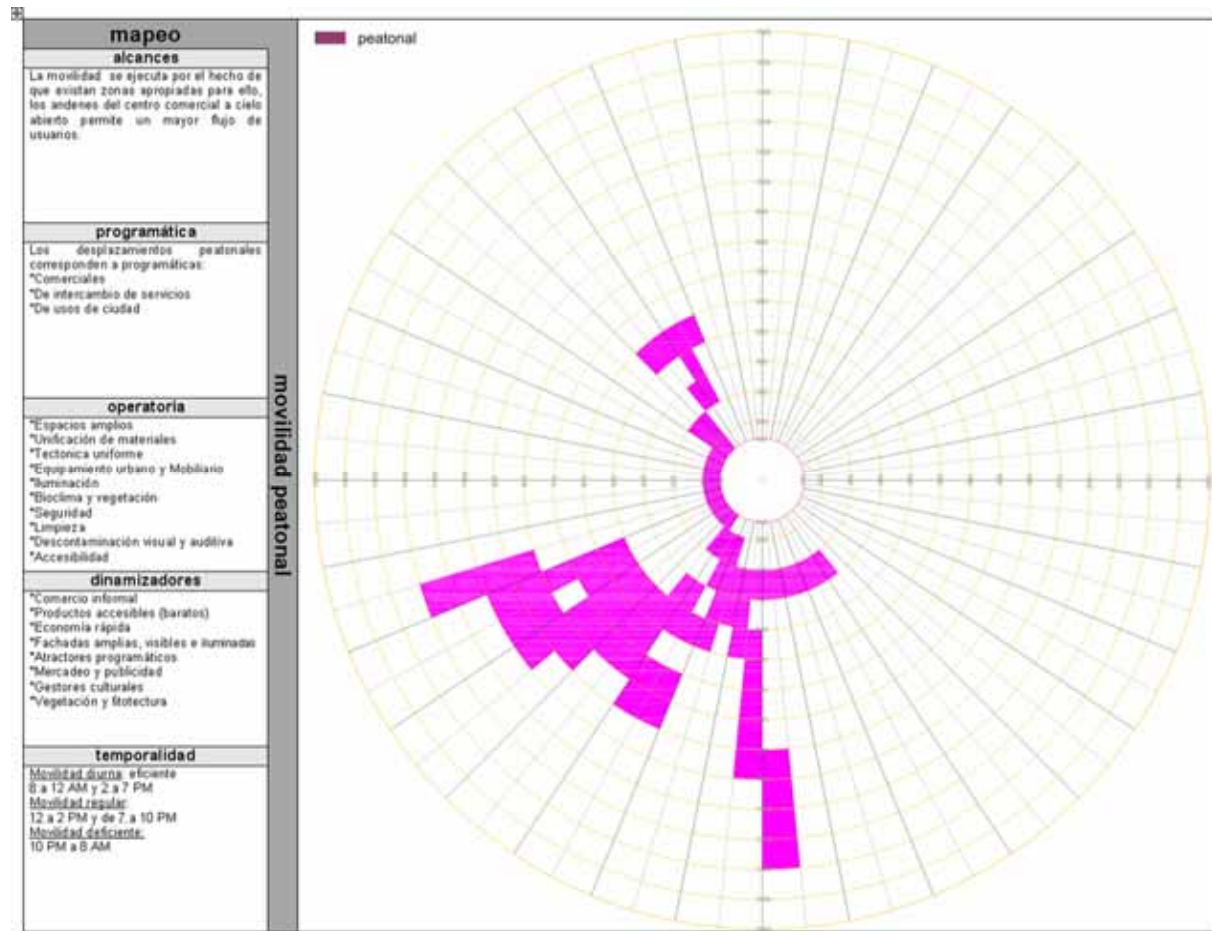 mapeo
alcances
La movilidad se ejecuta por el hecho de
que existan zonas apropiadas para ello,
los andenes del centro comercial a cielo
abierto permite un mayor flujo de
usuarios.
programática
Los desplazamientos peatonales
corresponden a programáticas:
*Comerciales
*De intercambio de servicios
*De usos de ciudad
operatoria
*Espacios amplios
*Unificación de materiales
*Tectonica uniforme
*Equipamiento urbano y Mobiliario
*Iluminación
*Bioclima y vegetación
*Seguridad
*Limpieza
*Descontaminación visual y auditiva
*Accesibilidad
dinamizadores
*Comercio informal
*Productos accesibles (baratos)
*Economía rápida
*Fachadas amplias, visibles e iluminadas
*Atractores programáticos
*Mercadeo y publicidad
*Gestores culturales
*Vegetación y fitotectura
temporalidad
Movilidad diurna: eficiente
8 a 12 AM y 2 a 7 PM
Movilidad regular:
12 a 2 PM y de 7 a 10 PM
Movilidad deficiente:
10 PM a 8 AM
movilidad peatonal
peatonal